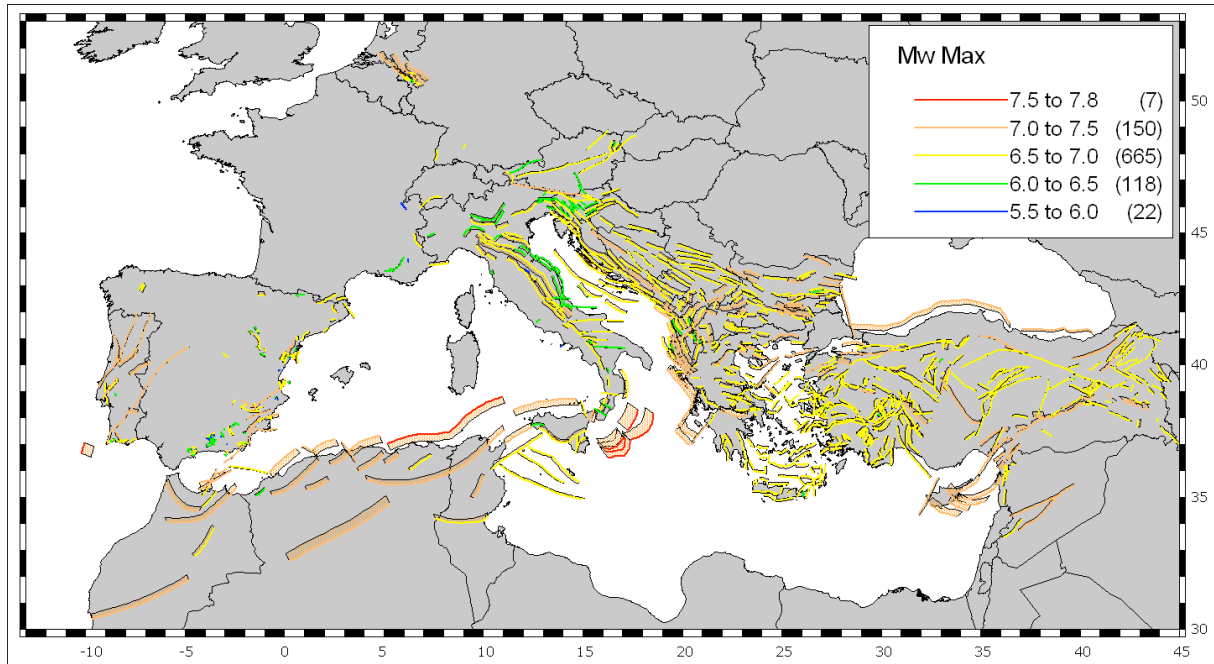 Mw Max
7.5 to 7.8 (7)
7.0 to 7.5 (150)
6.5 to 7.0 (665)
6.0 to 6.5 (118)
5.5 to 6.0 (22)
50
45
40
35
30
-10 -5 0 5 10 15 20 25 30 35 40 45